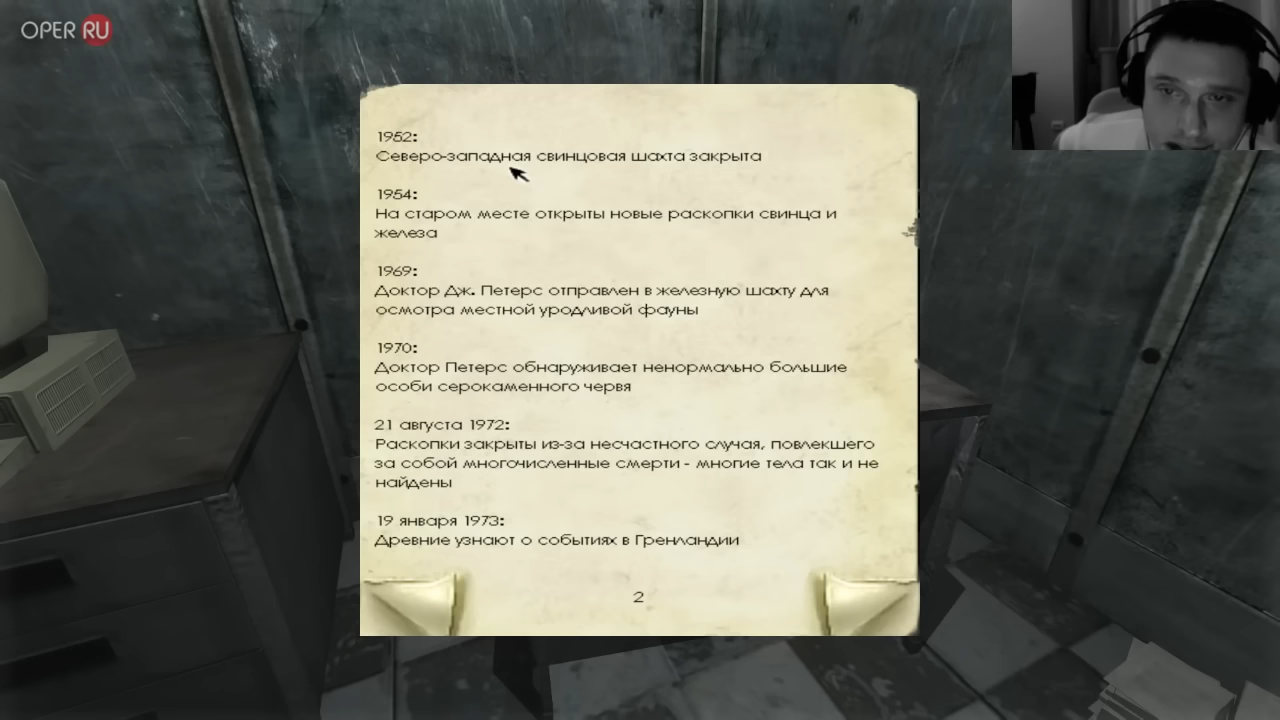 OPER RU
1952:
Северо-западная свинцовая шахта закрыта
1954:
На старом месте открыты новые раскопки свинца и
железа
1969:
Доктор Дж. Петерс отправлен в железную шахту для
осмотра местной уродливой фауны
1970:
Доктор Петерс обнаруживает ненормально большие
особи серокаменного червя
21 августа 1972:
Раскопки закрыты из-за несчастного случая, повлекшего
за собой многочисленные смерти - многие тела так и не
найдены
19 января 1973:
Древние узнают о событиях в Гренландии
2